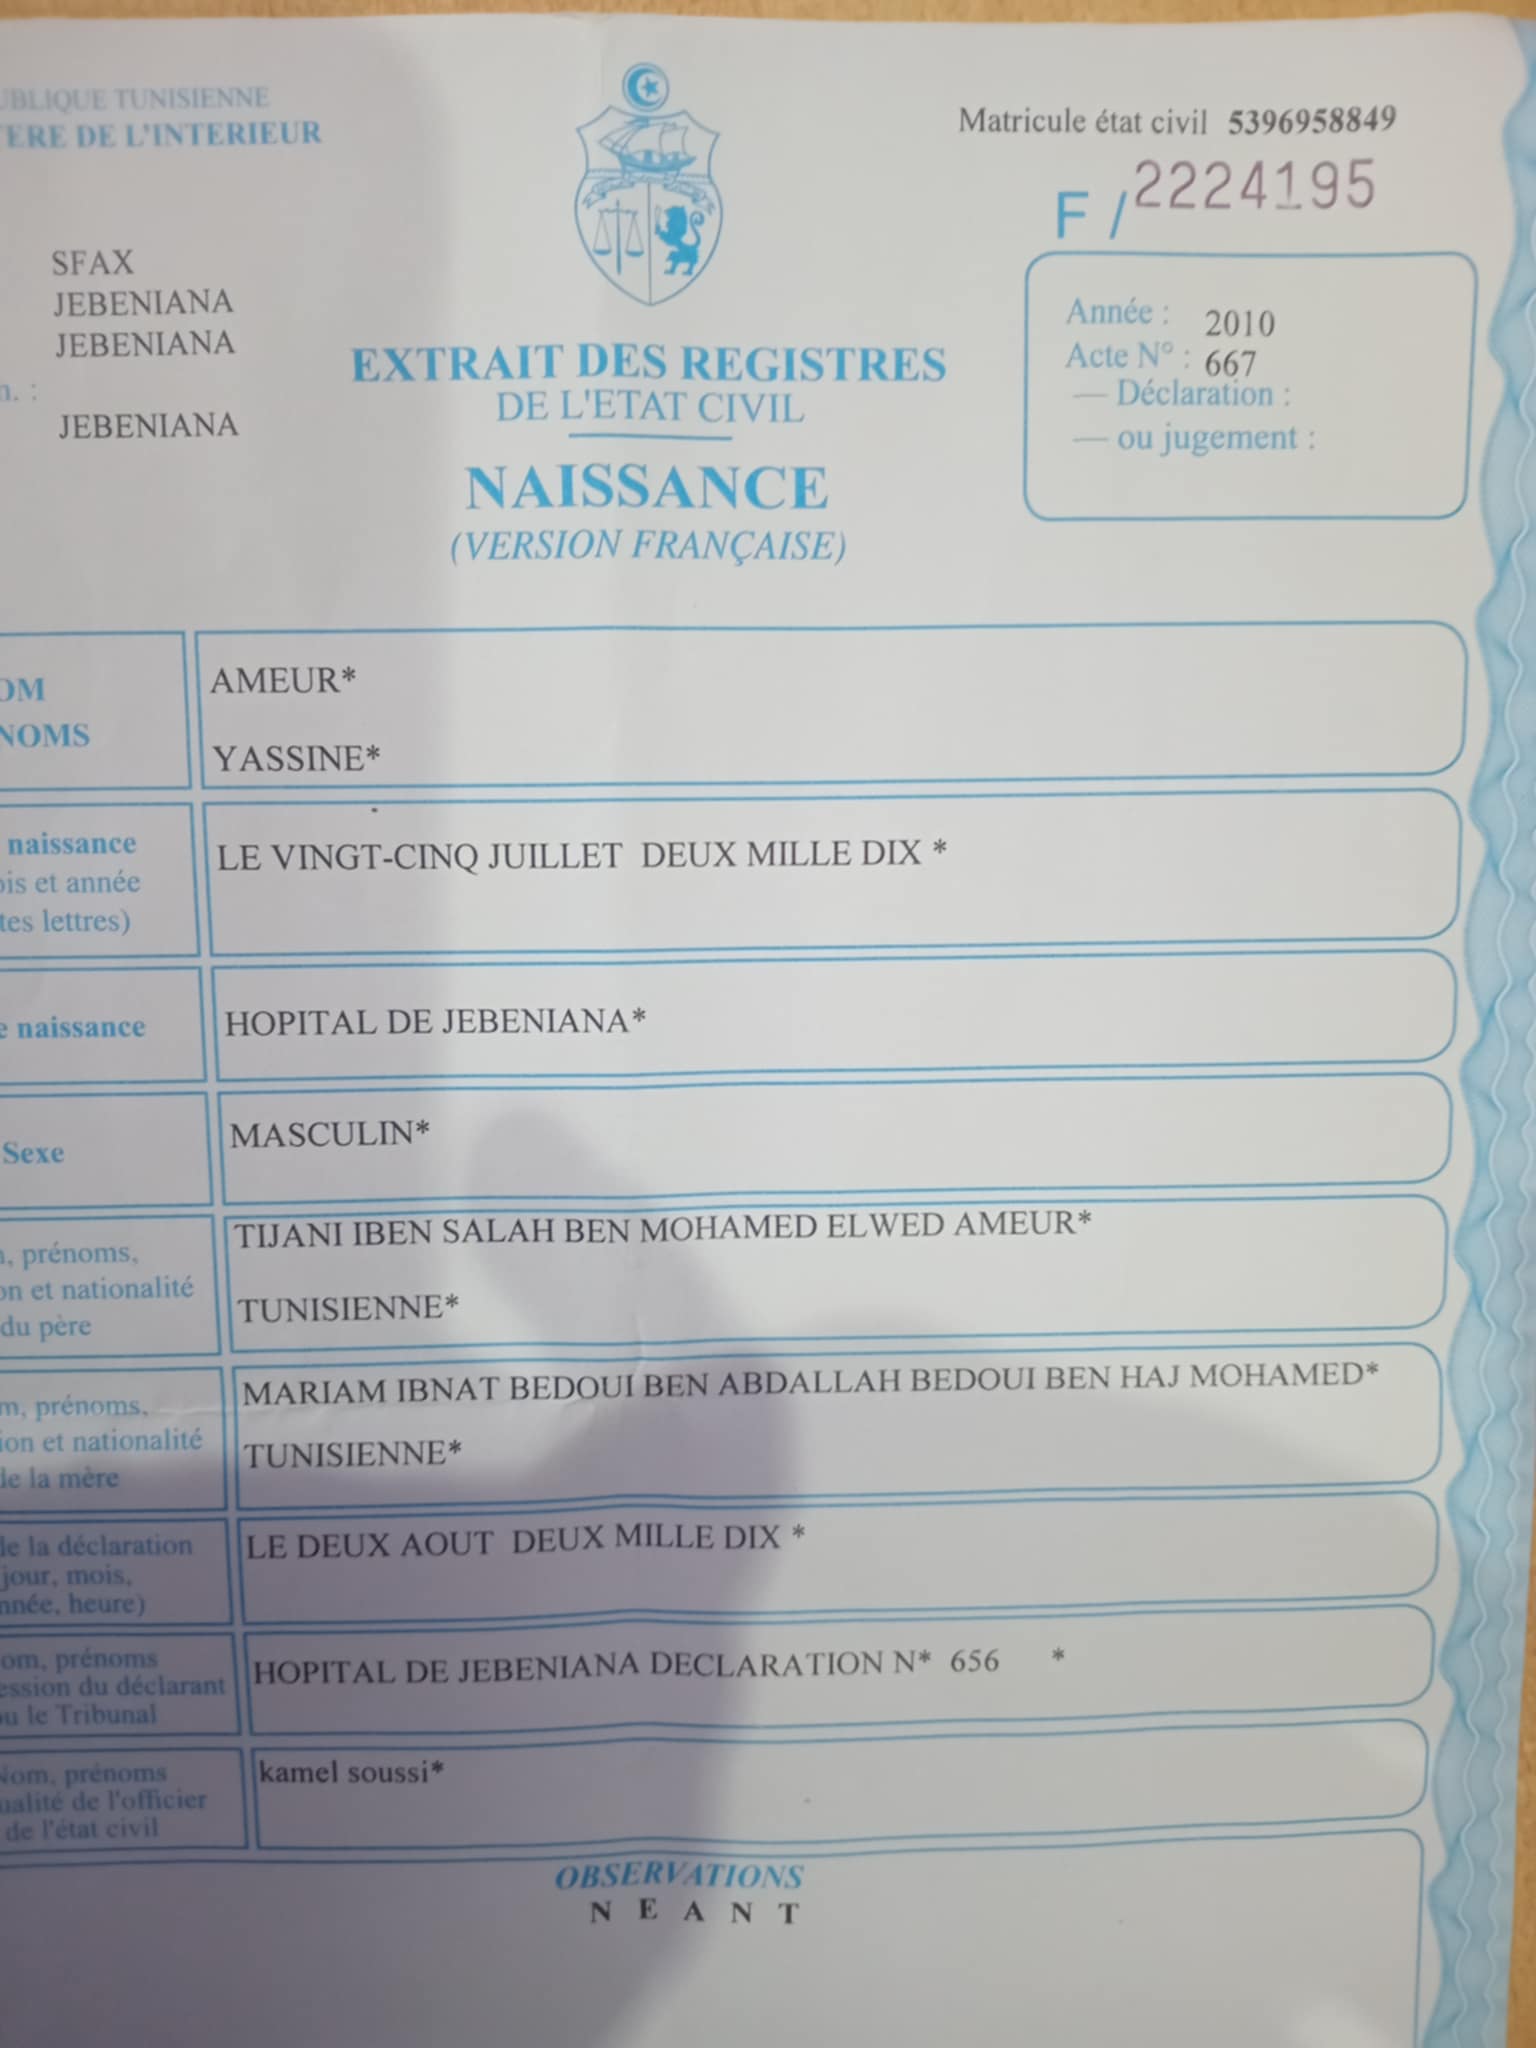 UBLIQUE TUNISIENNE
TERE DE L'INTERIEUR
Matricule état civil 5396958849
F / 2224195
SFAX
JEBENIANA
JEBENIANA
n. :
JEBENIANA
EXTRAIT DES REGISTRES
DE L'ETAT CIVIL
NAISSANCE
(VERSION FRANÇAISE)
Année : 2010
Acte N° : 667
— Déclaration :
— ou jugement :
OM
NOMS
AMEUR*
YASSINE*
naissance
ois et année
tes lettres)
LE VINGT-CINQ JUILLET DEUX MILLE DIX *
e naissance
HOPITAL DE JEBENIANA*
Sexe
MASCULIN*
n, prénoms,
on et nationalité
du père
TIJANI IBEN SALAH BEN MOHAMED ELWED AMEUR*
TUNISIENNE*
m, prénoms,
ion et nationalité
de la mère
MARIAM IBNAT BEDOUI BEN ABDALLAH BEDOUI BEN HAJ MOHAMED*
TUNISIENNE*
de la déclaration
jour, mois,
nnée, heure)
LE DEUX AOUT DEUX MILLE DIX *
om, prénoms
ession du déclarant
ou le Tribunal
HOPITAL DE JEBENIANA DECLARATION N* 656 *
Nom, prénoms
ualité de l'officier
de l'état civil
kamel soussi*
OBSERVATIONS
N E A N T